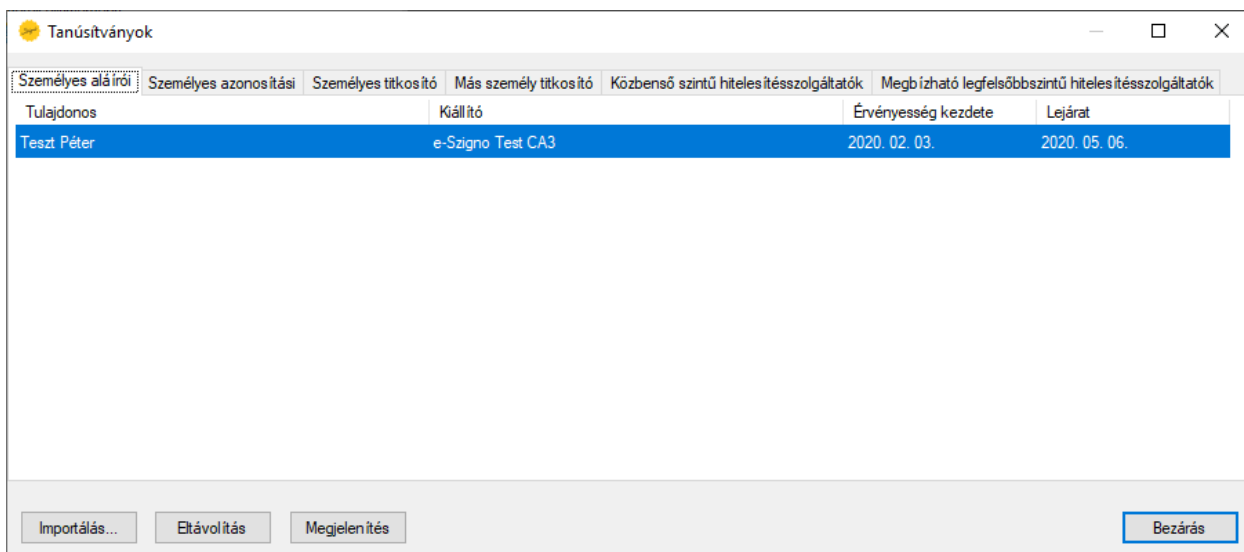 Tanúsítványok
Személyes aláírói Személyes azonosítási Személyes titkosító Más személy titkosító Közbenső szintű hitelesítésszolgáltatók Megbízható legfelsőbbszintű hitelesítésszolgáltatók
Tulajdonos Kiállító Érvényesség kezdete Lejárat
Teszt Péter e-Szigno Test CA3 2020. 02. 03. 2020. 05. 06.
Importálás... Eltávolítás Megjelenítés Bezárás